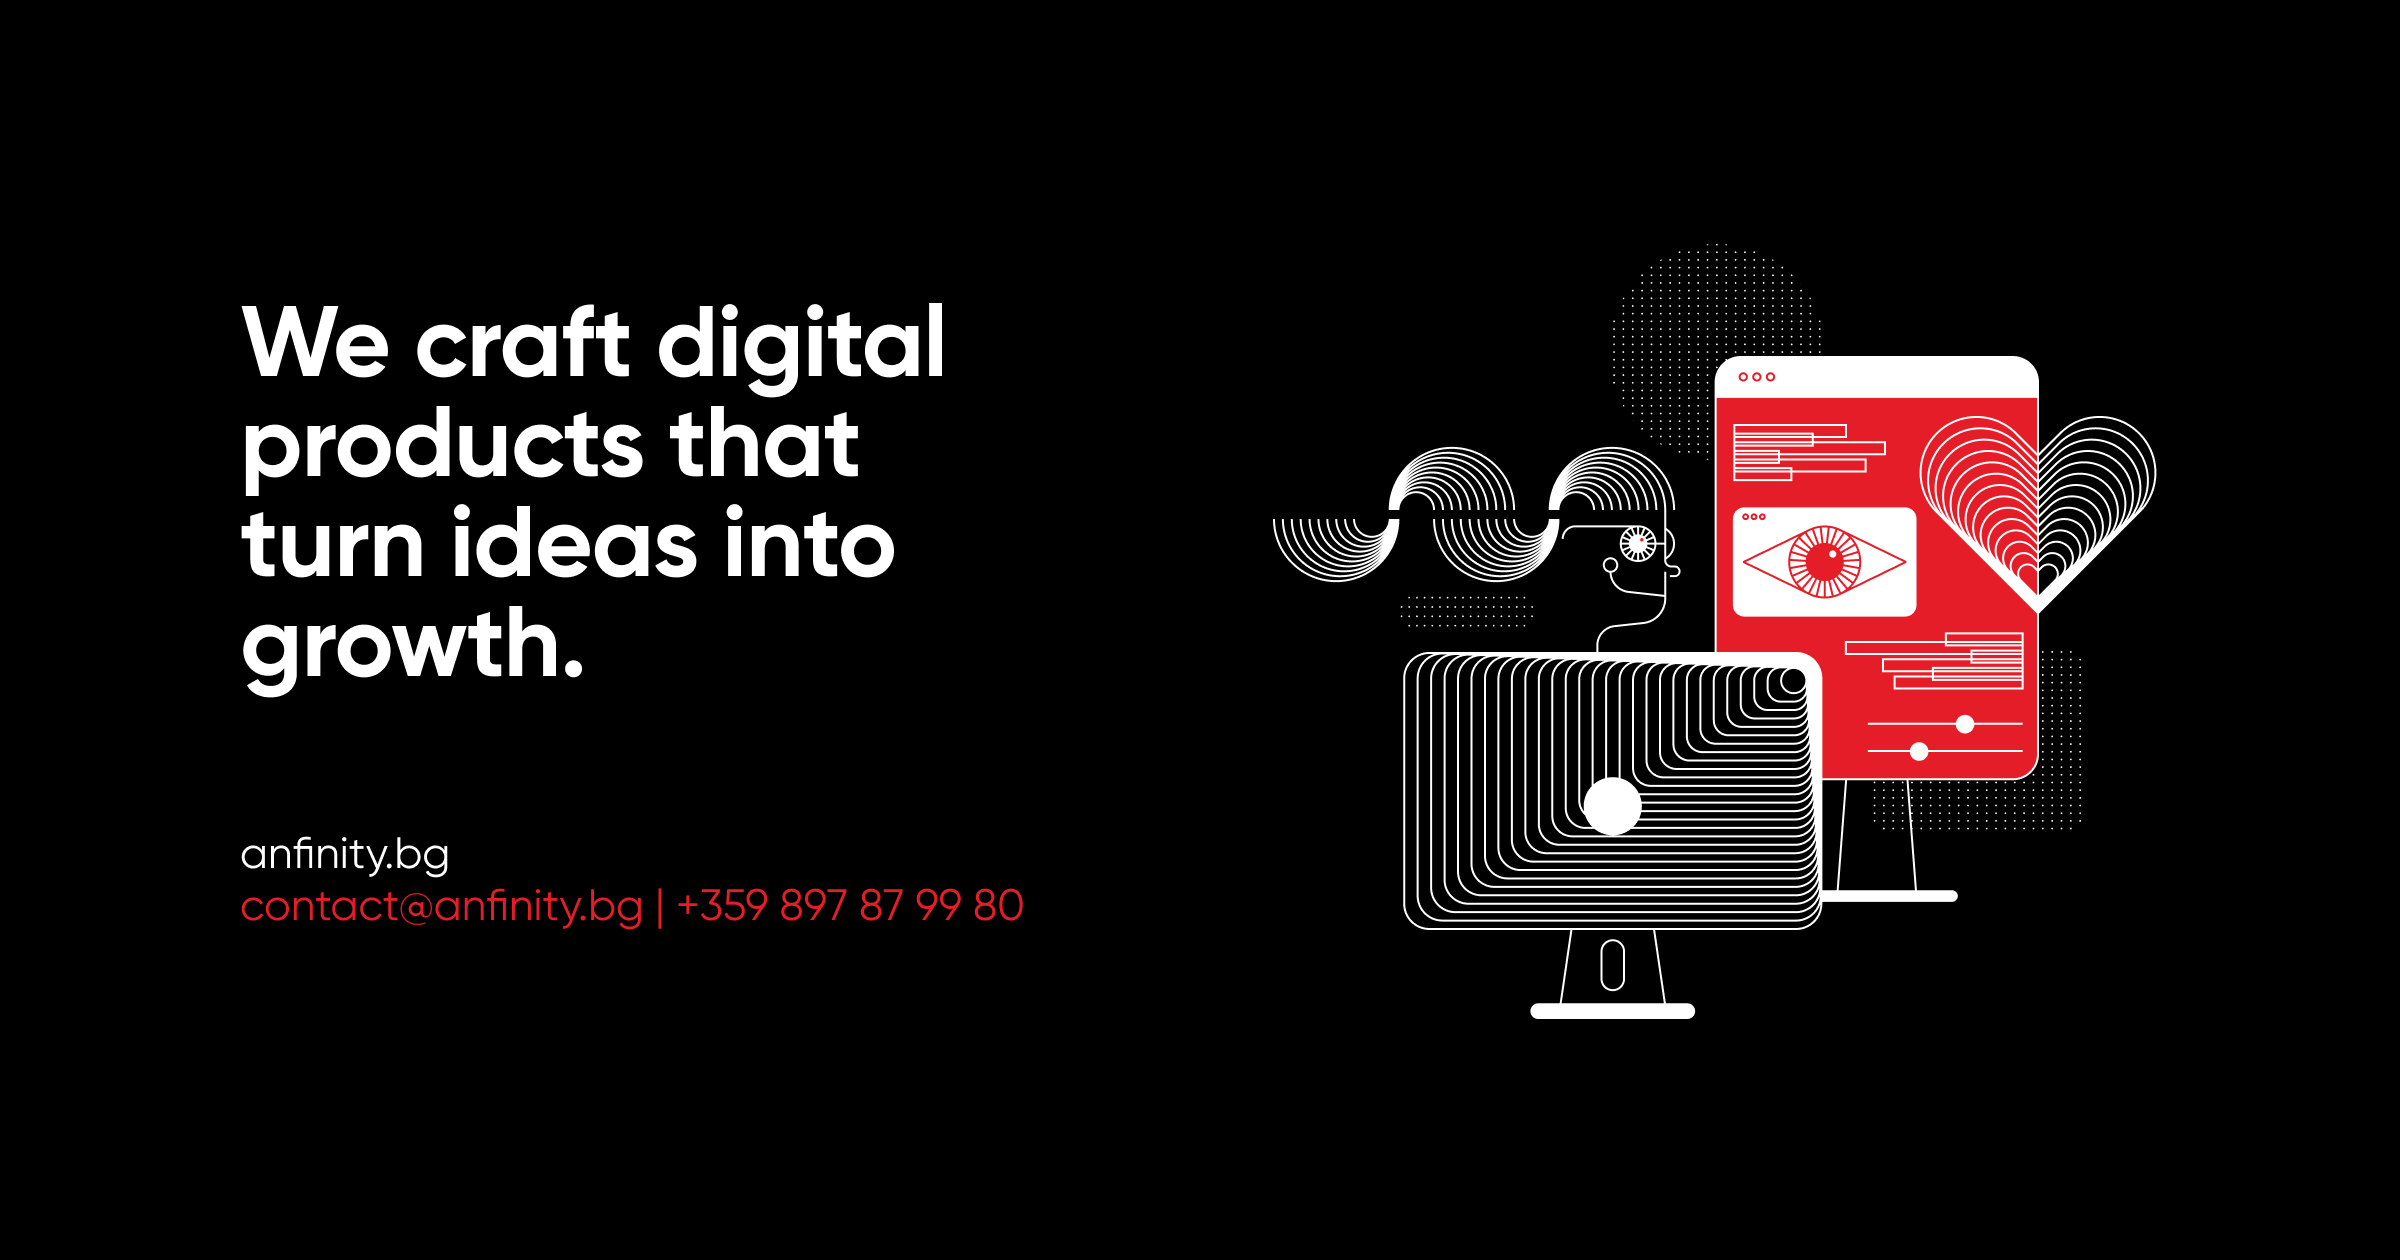 We craft digital
products that
turn ideas into
growth.
anfinity.bg
contact@anfinity.bg | +359 897 87 99 80